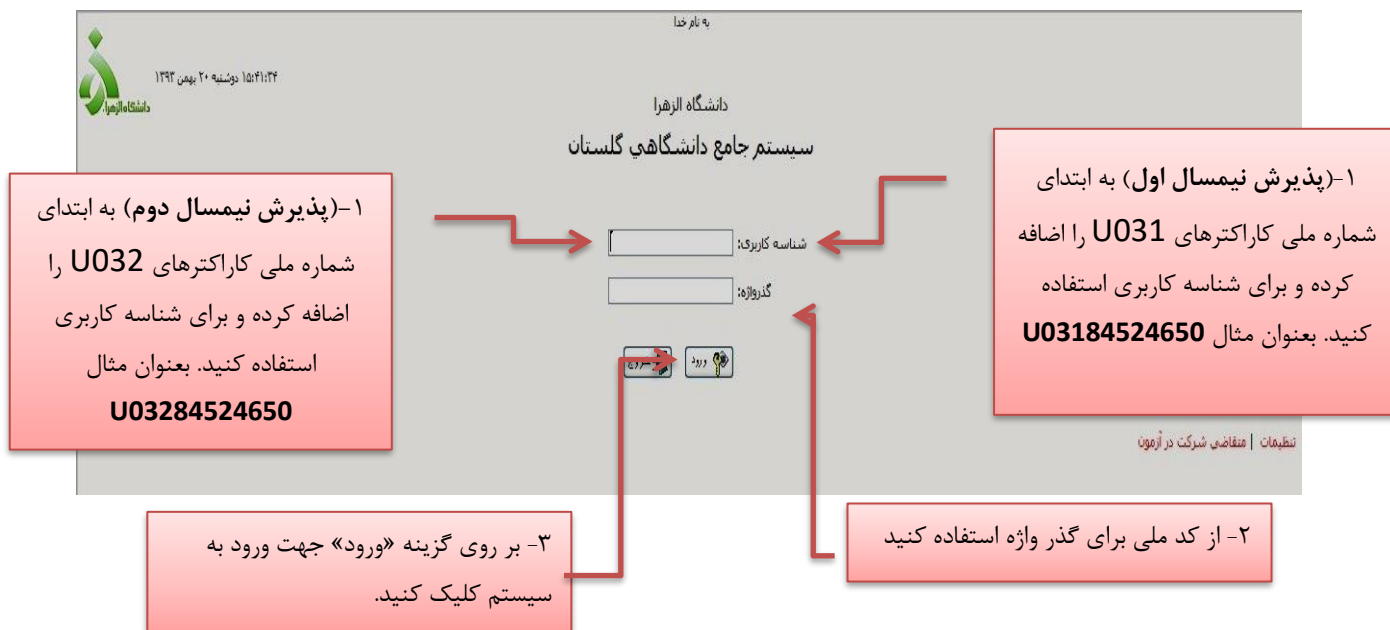 به نام خدا
۱۵:۴۱:۳۴ دوشنبه ۲۰ بهمن ۱۳۹۳
دانشگاه الزهرا
دانشگاه الزهرا
سیستم جامع دانشگاهي گلستان
۱-(پذیرش نیمسال اول) به ابتدای
شماره ملی کاراکترهای U031 را اضافه
کرده و برای شناسه کاربری استفاده
کنید. بعنوان مثال U03184524650
۱-(پذیرش نیمسال دوم) به ابتدای
شماره ملی کاراکترهای U032 را
اضافه کرده و برای شناسه کاربری
استفاده کنید. بعنوان مثال
U03284524650
شناسه کاربری:
گذرواژه:
ورود
تنظیمات | متقاضی شرکت در آزمون
۲- از کد ملی برای گذر واژه استفاده کنید
۳- بر روی گزینه «ورود» جهت ورود به
سیستم کلیک کنید.